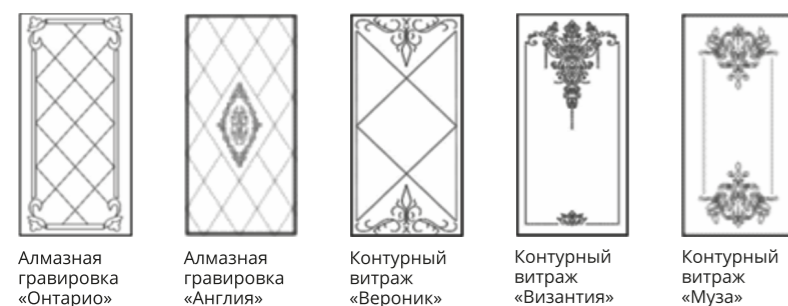 Алмазная
гравировка
«Онтарио»
Алмазная
гравировка
«Англия»
Контурный
витраж
«Вероник»
Контурный
витраж
«Византия»
Контурный
витраж
«Муза»